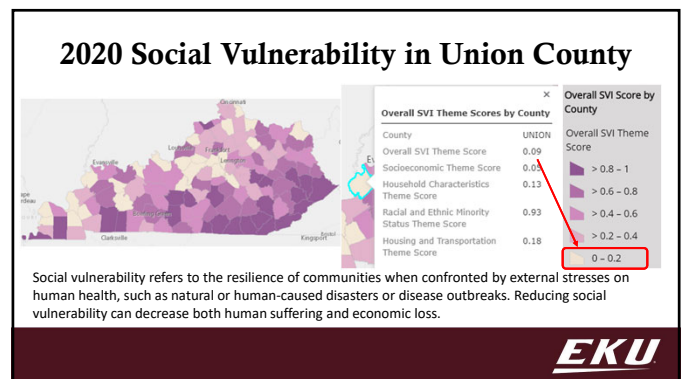 2020 Social Vulnerability in Union County
Cincinnati
Louisville
Frankfort
Lexington
Evansville
Bowling Green
Clarksville
Kingsport
Bristol
ape
rdeau
Ev
×
Overall SVI Theme Scores by County
County UNION
Overall SVI Theme Score 0.09
Socioeconomic Theme Score 0.05
Household Characteristics
Theme Score 0.13
Racial and Ethnic Minority
Status Theme Score 0.93
Housing and Transportation
Theme Score 0.18
Overall SVI Score by
County
Overall SVI Theme
Score
> 0.8 – 1
> 0.6 – 0.8
> 0.4 – 0.6
> 0.2 – 0.4
0 – 0.2
Social vulnerability refers to the resilience of communities when confronted by external stresses on
human health, such as natural or human-caused disasters or disease outbreaks. Reducing social
vulnerability can decrease both human suffering and economic loss.
EKU